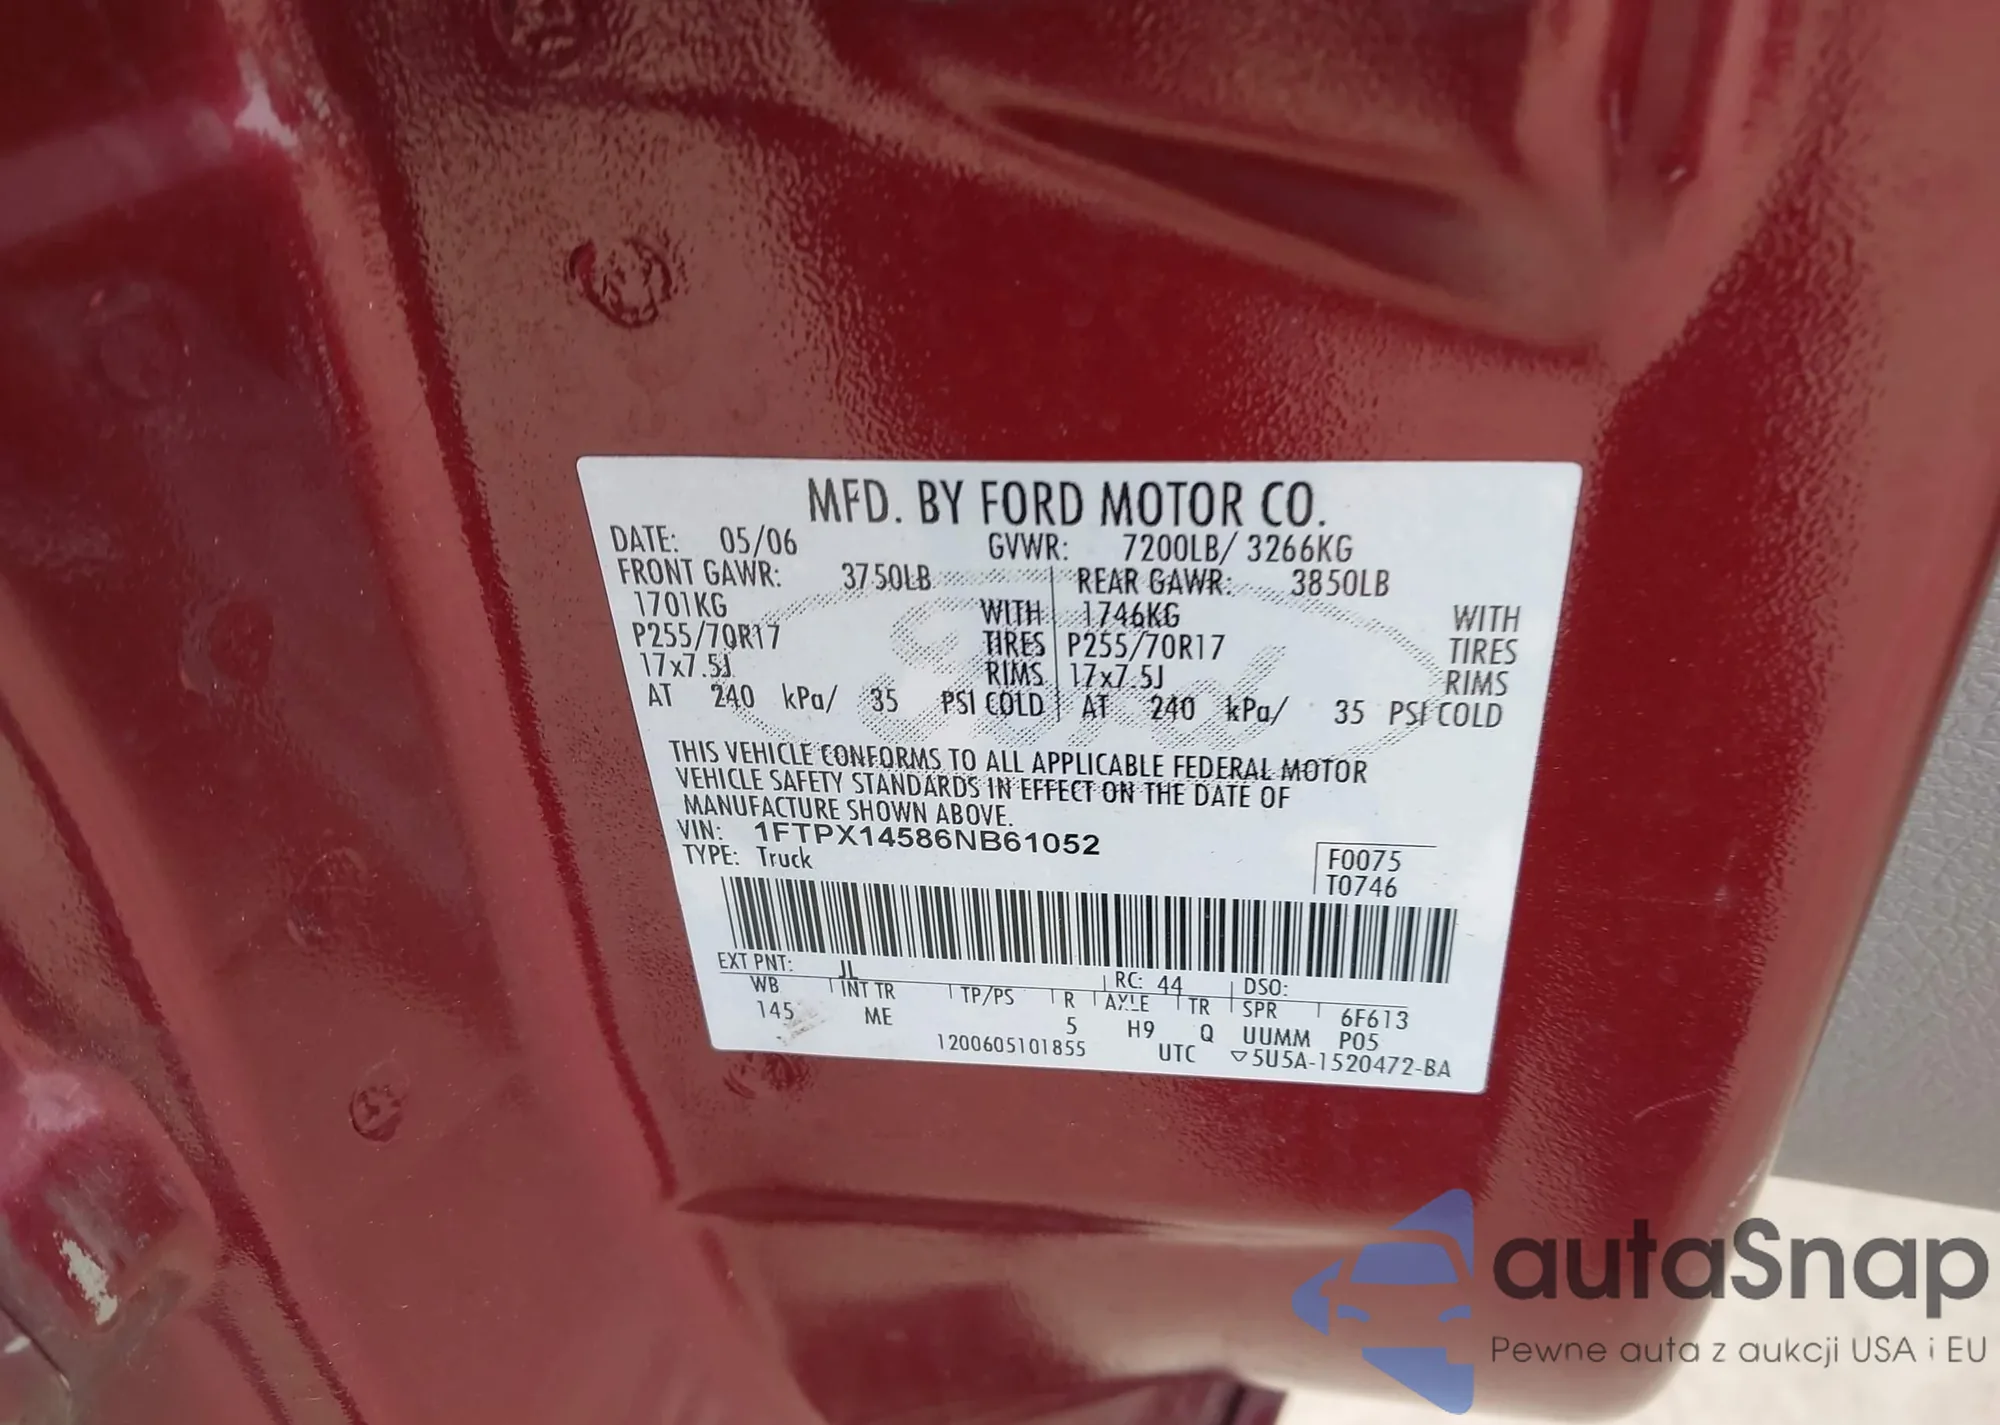 MFD. BY FORD MOTOR CO.
DATE: 05/06 GVWR: 7200LB/ 3266KG
FRONT GAWR: 3750LB REAR GAWR: 3850LB
1701KG WITH 1746KG WITH
P255/70R17 TIRES P255/70R17 TIRES
17x7.5J RIMS 17x7.5J RIMS
AT 240 kPa/ 35 PSI COLD AT 240 kPa/ 35 PSI COLD
THIS VEHICLE CONFORMS TO ALL APPLICABLE FEDERAL MOTOR
VEHICLE SAFETY STANDARDS IN EFFECT ON THE DATE OF
MANUFACTURE SHOWN ABOVE.
VIN: 1FTPX14586NB61052
TYPE: Truck
F0075
T0746
EXT PNT: JL RC: 44 DSO:
WB INT TR TP/PS R AXLE TR SPR 6F613
145 ME 5 H9 Q UUMM P05
1200605101855 UTC ▽5U5A-1520472-BA
Ford
autaSnap
Pewne auta z aukcji USA i EU